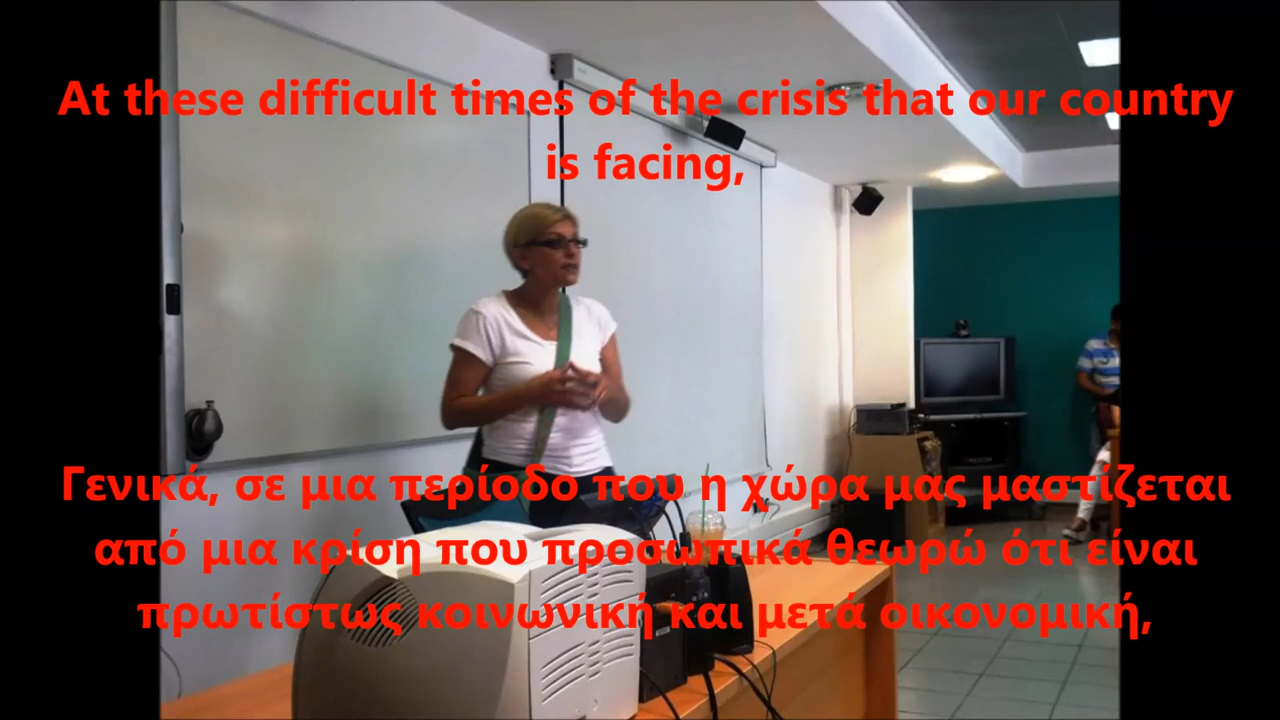 At these difficult times of the crisis that our country
is facing,
Γενικά, σε μια περίοδο που η χώρα μας μαστίζεται
από μια κρίση που προσωπικά θεωρώ ότι είναι
πρωτίστως κοινωνική και μετά οικονομική,